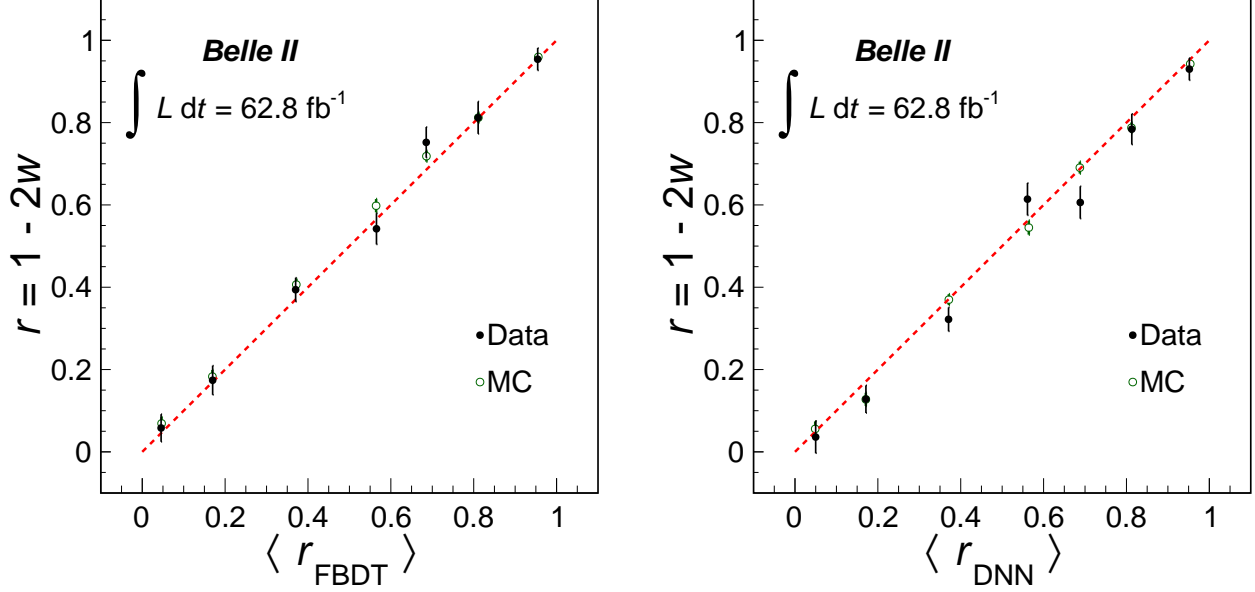 Belle II
∫ L dt = 62.8 fb⁻¹
r = 1 - 2w
1
0.8
0.6
0.4
0.2
0
Data
MC
0 0.2 0.4 0.6 0.8 1
⟨ r_FBDT ⟩
Belle II
∫ L dt = 62.8 fb⁻¹
r = 1 - 2w
1
0.8
0.6
0.4
0.2
0
Data
MC
0 0.2 0.4 0.6 0.8 1
⟨ r_DNN ⟩